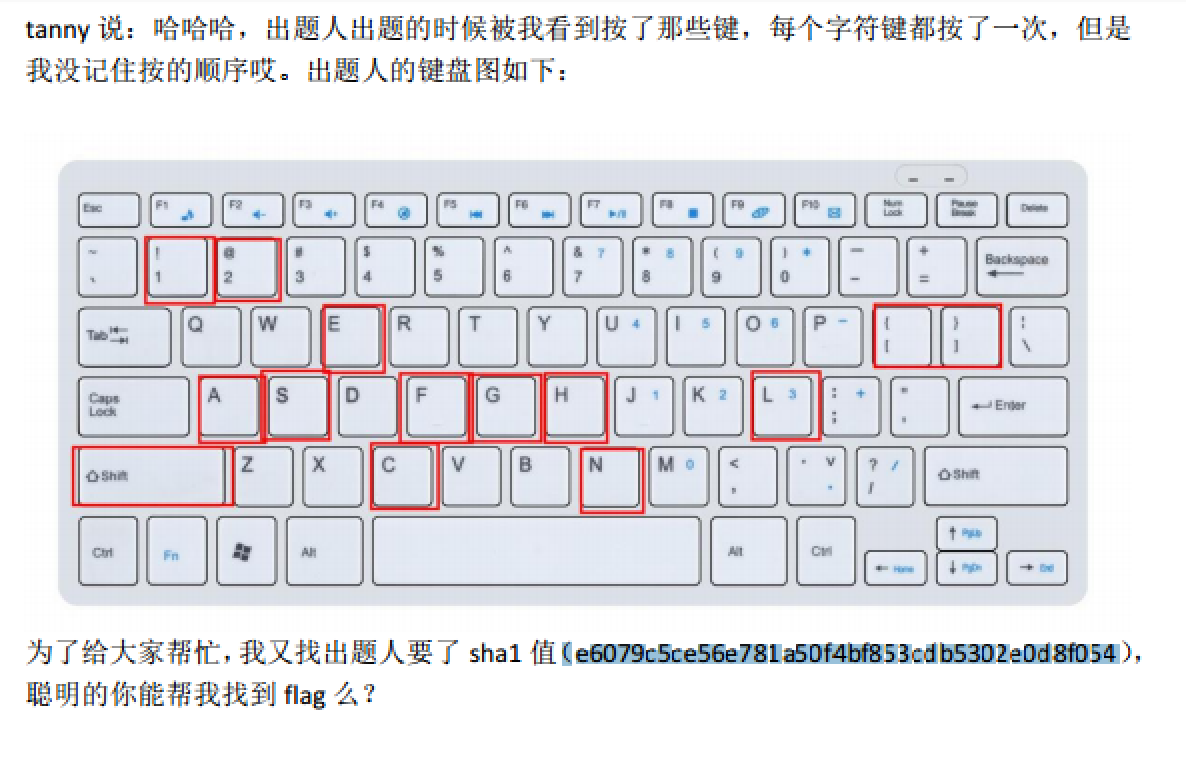 tanny 说：哈哈哈，出题人出题的时候被我看到按了那些键，每个字符键都按了一次，但是
我没记住按的顺序哎。出题人的键盘图如下：
Esc F1 F2 F3 F4 F5 F6 F7 F8 F9 F10 Num Lock Pause Break Delete
~ ! @ # $ % ^ & 7 * 8 ( 9 ) * — +
、 1 2 3 4 5 6 7 8 9 0 – = Backspace
Tab Q W E R T Y U 4 I 5 O 6 P – { [ } ] ¦ \
Caps Lock A S D F G H J 1 K 2 L 3 : ; + " , Enter
Shift Z X C V B N M 0 < , ? / / Shift
Ctrl Fn Alt Alt Ctrl Home PgUp PgDn End
为了给大家帮忙，我又找出题人要了 sha1 值（e6079c5ce56e781a50f4bf853cdb5302e0d8f054），
聪明的你能帮我找到 flag 么？